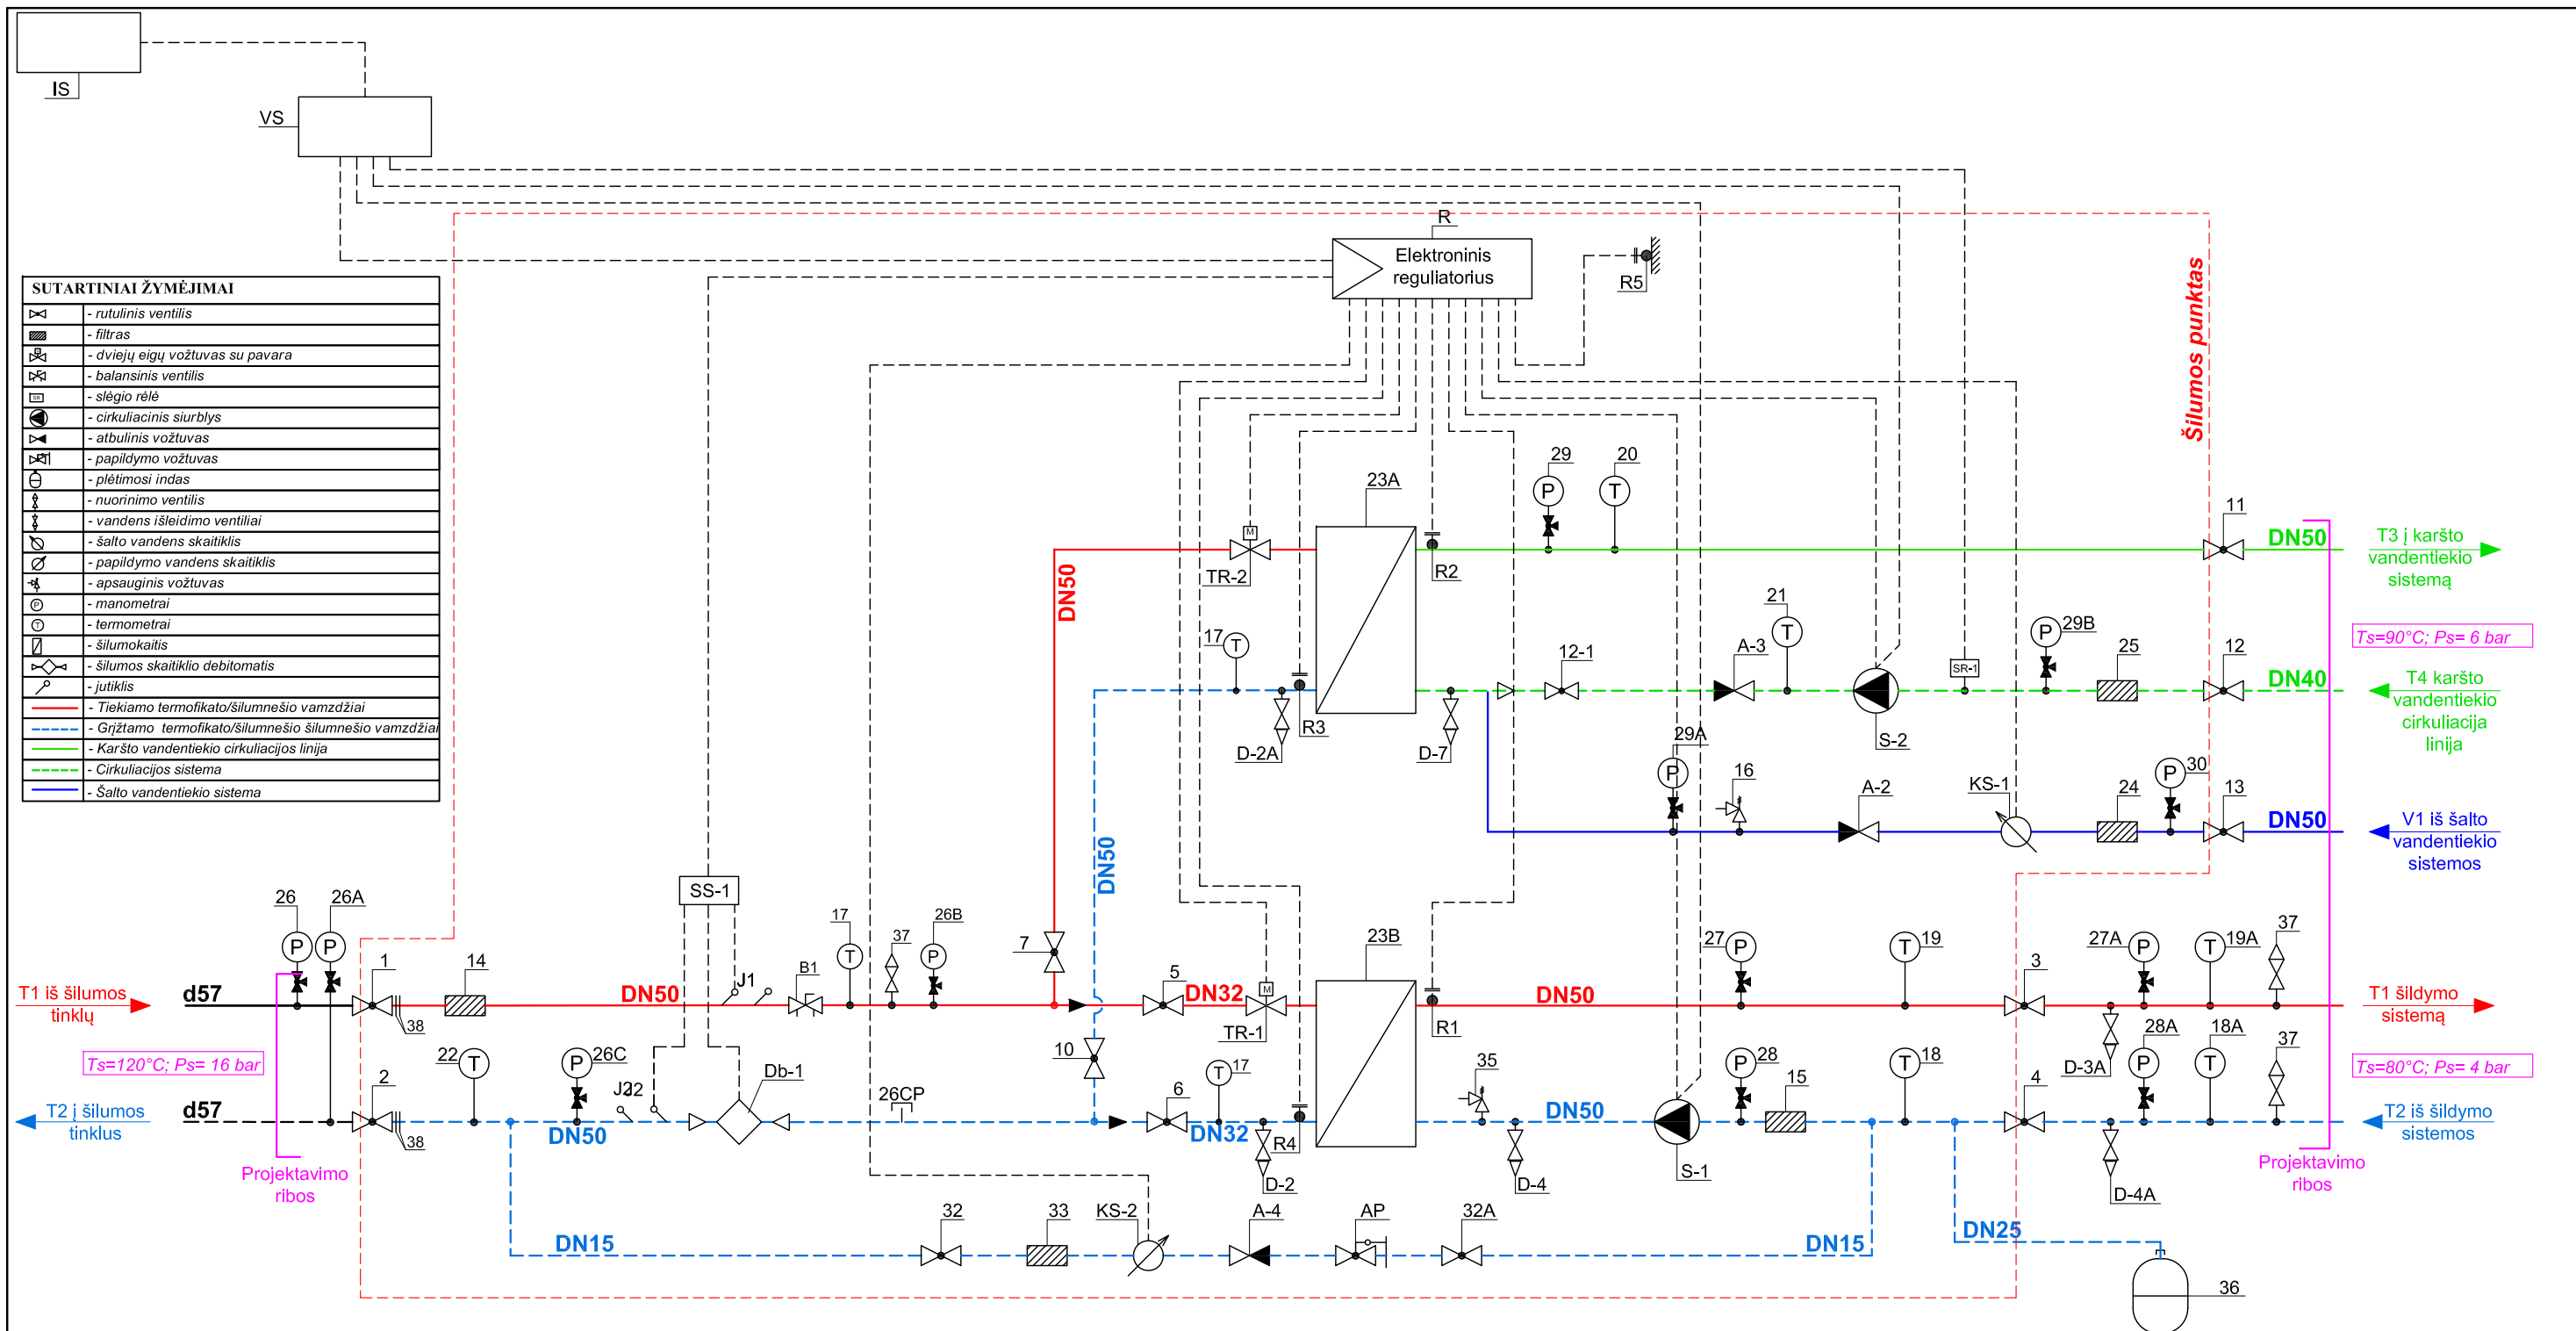 IS
VS
R
Elektroninis
reguliatorius
R5
Šilumos punktas
SUTARTINIAI ŽYMĖJIMAI
- rutulinis ventilis
- filtras
- dviejų eigų vožtuvas su pavara
- balansinis ventilis
SR
- slėgio rėlė
- cirkuliacinis siurblys
- atbulinis vožtuvas
- papildymo vožtuvas
- plėtimosi indas
- nuorinimo ventilis
- vandens išleidimo ventiliai
- šalto vandens skaitiklis
- papildymo vandens skaitiklis
- apsauginis vožtuvas
P
- manometrai
T
- termometrai
- šilumokaitis
- šilumos skaitiklio debitomatis
- jutiklis
- Tiekiamo termofikato/šilumnešio vamzdžiai
- Grįžtamo termofikato/šilumnešio šilumnešio vamzdžiai
- Karšto vandentiekio cirkuliacijos linija
- Cirkuliacijos sistema
- Šalto vandentiekio sistema
29
20
23A
P
T
11
M
TR-2
R2
DN50
T3 į karšto
vandentiekio
sistemą
DN50
Ts=90°C; Ps= 6 bar
17
T
21
T
A-3
12-1
SR-1
P
29B
25
12
DN40
T4 karšto
vandentiekio
cirkuliacija
linija
D-2A
R3
D-7
S-2
29A
P
16
A-2
KS-1
24
P
30
13
DN50
V1 iš šalto
vandentiekio
sistemos
DN50
SS-1
26
26A
P
P
1
14
J1
B1
17
T
37
26B
P
7
5
M
23B
27
P
T
19
3
27A
P
T
19A
37
T1 iš šilumos
tinklų
d57
38
DN50
DN32
TR-1
R1
DN50
T1 šildymo
sistemą
Ts=120°C; Ps= 16 bar
22
T
P
26C
J2
Db-1
26CP
10
6
T
17
35
P
28
15
T
18
4
D-3A
28A
P
18A
T
37
Ts=80°C; Ps= 4 bar
2
T2 į šilumos
tinklus
d57
38
DN50
DN32
R4
D-2
D-4
DN50
S-1
D-4A
T2 iš šildymo
sistemos
Projektavimo
ribos
Projektavimo
ribos
DN15
32
33
KS-2
A-4
AP
32A
DN15
DN25
36